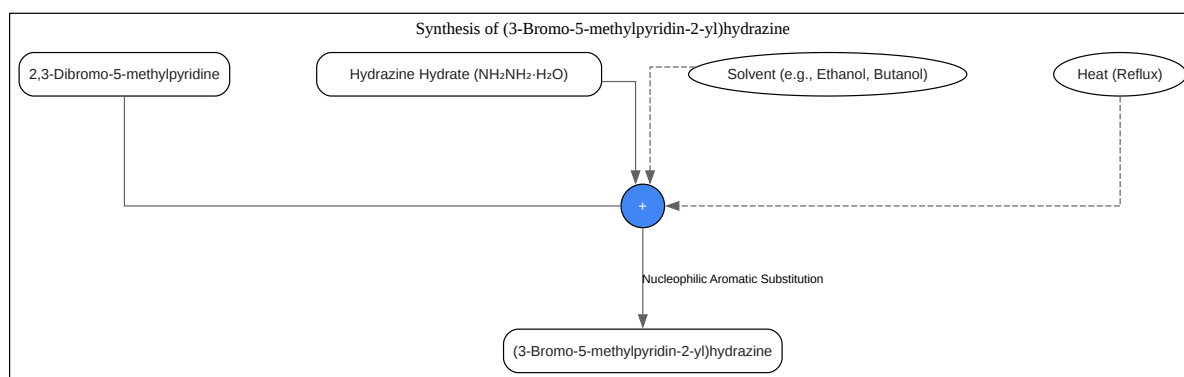 Synthesis of (3-Bromo-5-methylpyridin-2-yl)hydrazine
2,3-Dibromo-5-methylpyridine
Hydrazine Hydrate (NH₂NH₂·H₂O)
Solvent (e.g., Ethanol, Butanol)
Heat (Reflux)
+
Nucleophilic Aromatic Substitution
(3-Bromo-5-methylpyridin-2-yl)hydrazine